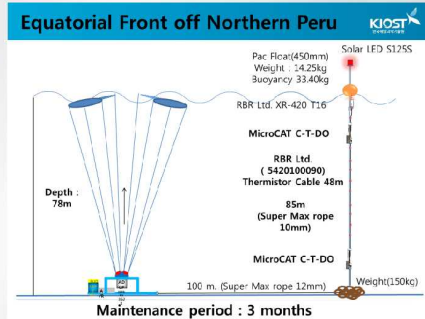 Equatorial Front off Northern Peru
KIOST
Solar LED S125S
Pac Float(450mm)
Weight : 14.25kg
Buoyancy 33.40kg
RBR Ltd. XR-420 T16
MicroCAT C-T-DO
RBR Ltd.
( 5420100090)
Thermistor Cable 48m
Depth :
78m
85m
(Super Max rope
10mm)
MicroCAT C-T-DO
100 m. (Super Max rope 12mm)
Weight(150kg)
Maintenance period : 3 months